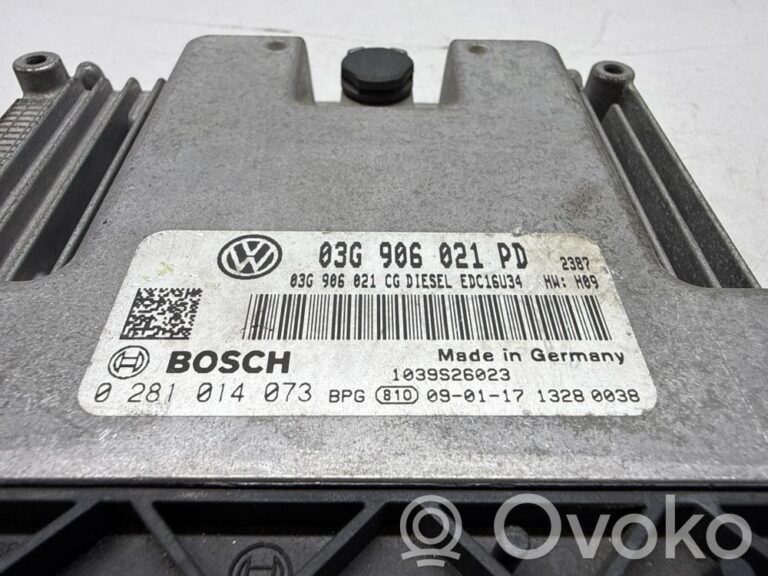 03G 906 021 PD 2387
03G 906 021 CG DIESEL EDC16U34 HW: H09
BOSCH Made in Germany
1039S26023
0 281 014 073 BPG 810 09-01-17 1328 0038
Ovoko